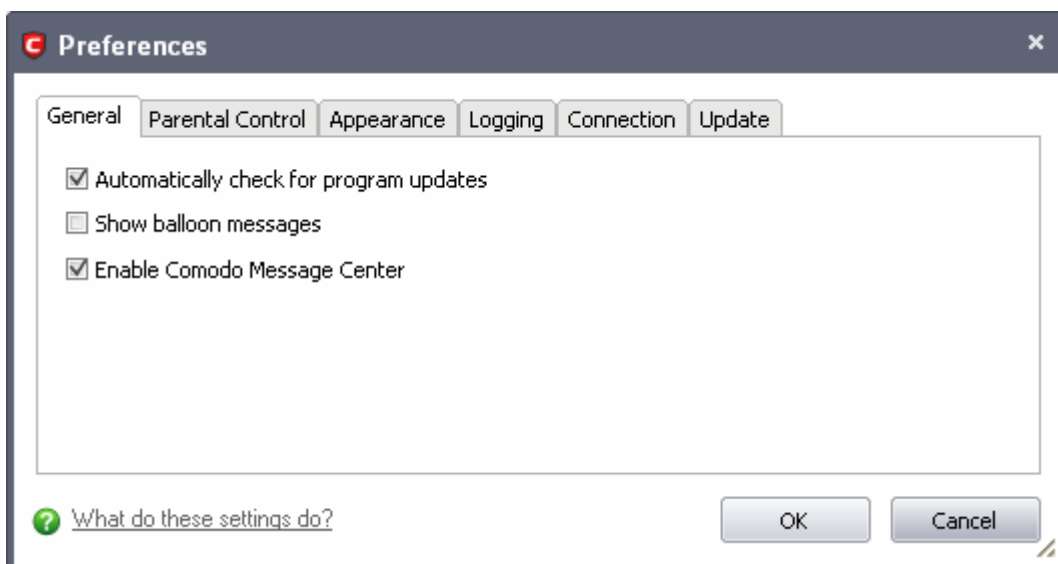 Preferences
General Parental Control Appearance Logging Connection Update
Automatically check for program updates
Show balloon messages
Enable Comodo Message Center
What do these settings do?
OK Cancel